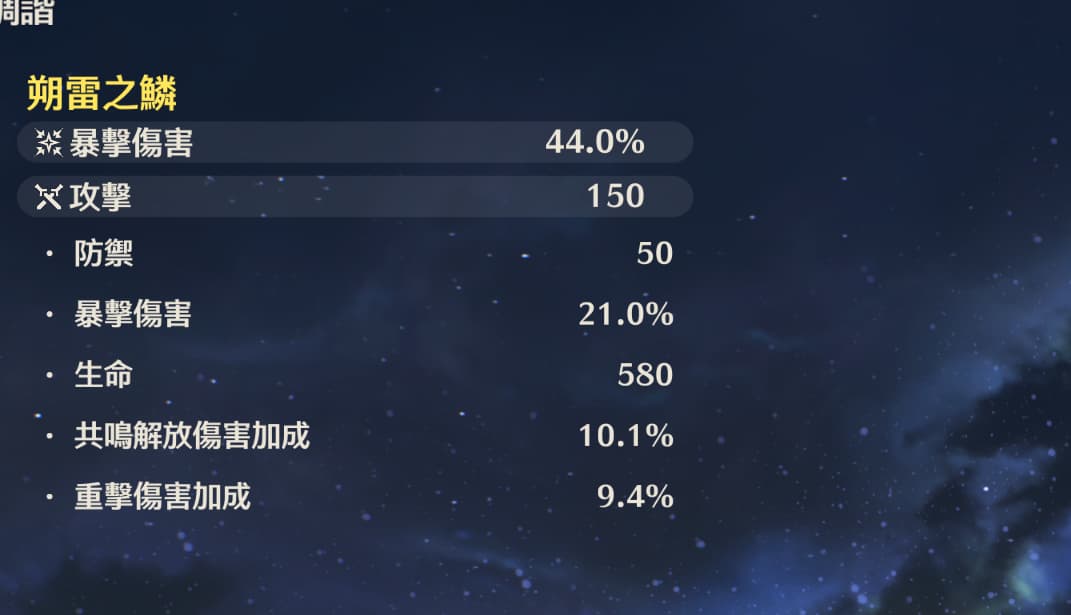 調諧
朔雷之鱗
暴擊傷害 44.0%
攻擊 150
· 防禦 50
· 暴擊傷害 21.0%
· 生命 580
· 共鳴解放傷害加成 10.1%
· 重擊傷害加成 9.4%